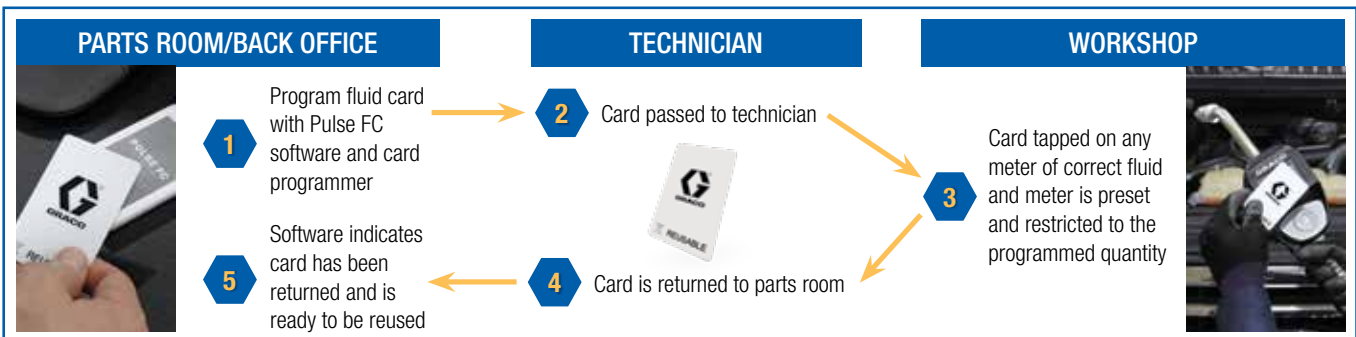 PARTS ROOM/BACK OFFICE
TECHNICIAN
WORKSHOP
1
Program fluid card
with Pulse FC
software and card
programmer
2
Card passed to technician
3
Card tapped on any
meter of correct fluid
and meter is preset
and restricted to the
programmed quantity
4
Card is returned to parts room
5
Software indicates
card has been
returned and is
ready to be reused
PULSE FC
GRACO
GRACO
REUSABLE
GRACO